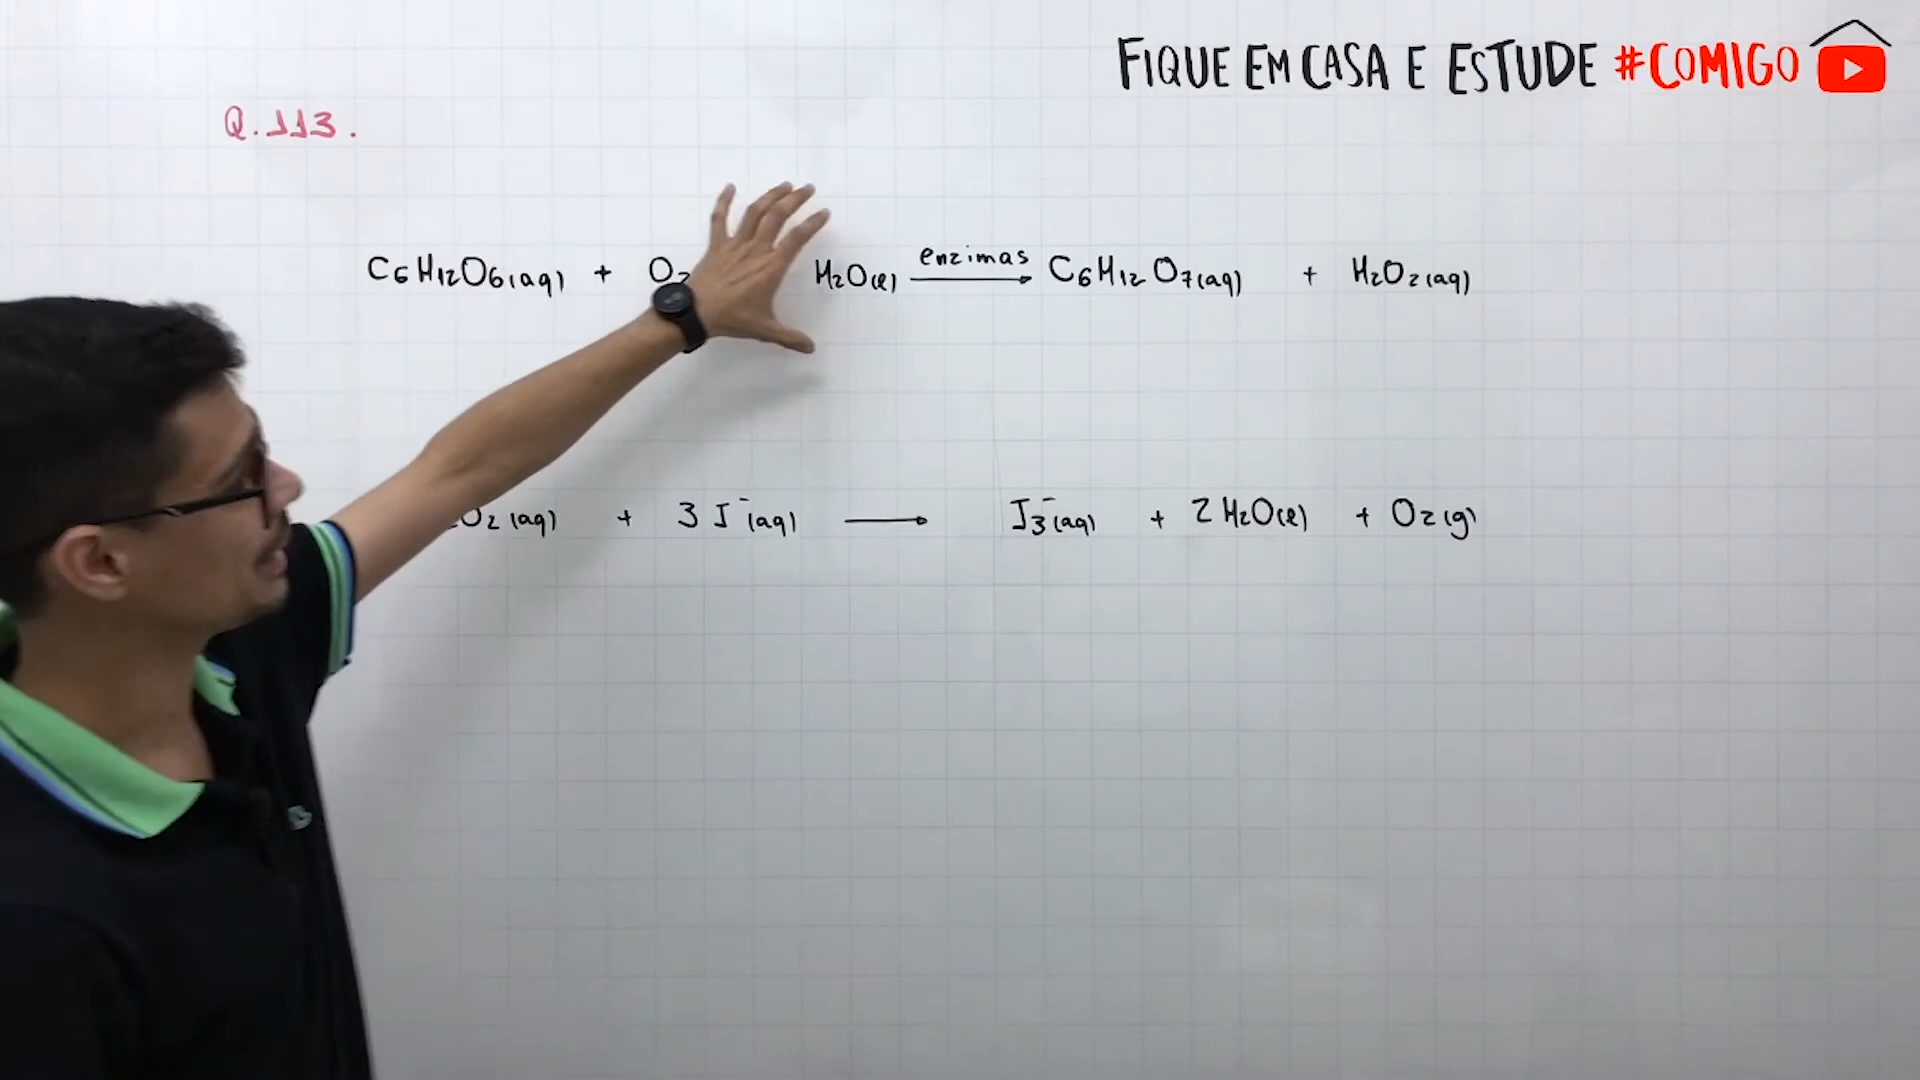 FIQUE EM CASA E ESTUDE #COMIGO
Q.113.
C₆H₁₂O₆(aq) + O₂ H₂O(l) enzimas → C₆H₁₂O₇(aq) + H₂O₂(aq)
O₂(aq) + 3 I⁻(aq) → I₃⁻(aq) + 2 H₂O(l) + O₂(g)